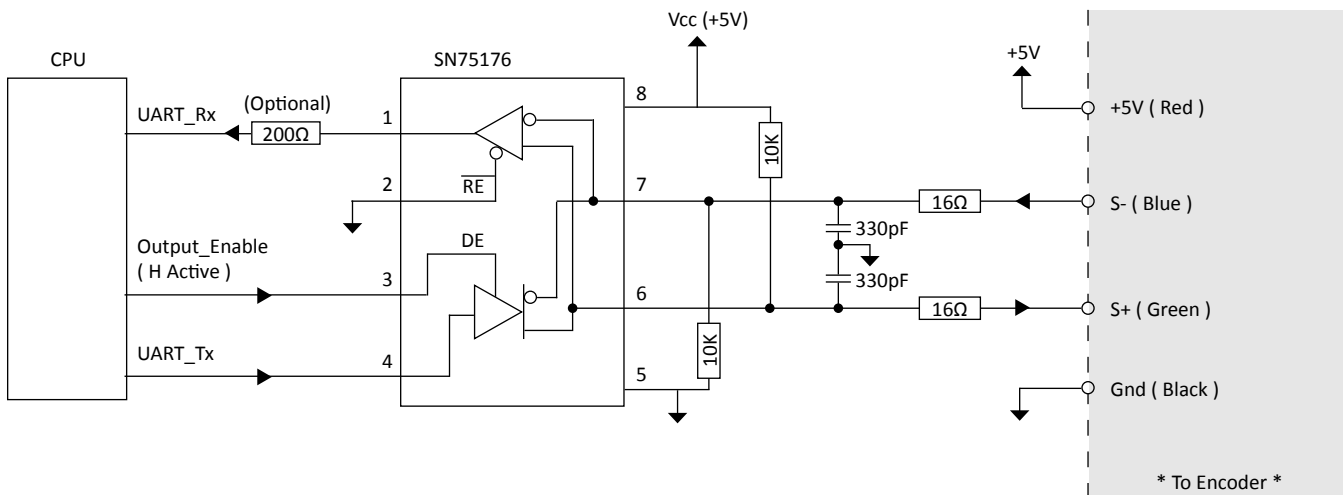 Vcc (+5V)
CPU
SN75176
+5V
UART_Rx
(Optional)
200Ω
1
8
+5V ( Red )
10K
2
RE
7
16Ω
S- ( Blue )
330pF
Output_Enable
( H Active )
DE
3
330pF
6
16Ω
S+ ( Green )
UART_Tx
4
10K
5
Gnd ( Black )
* To Encoder *